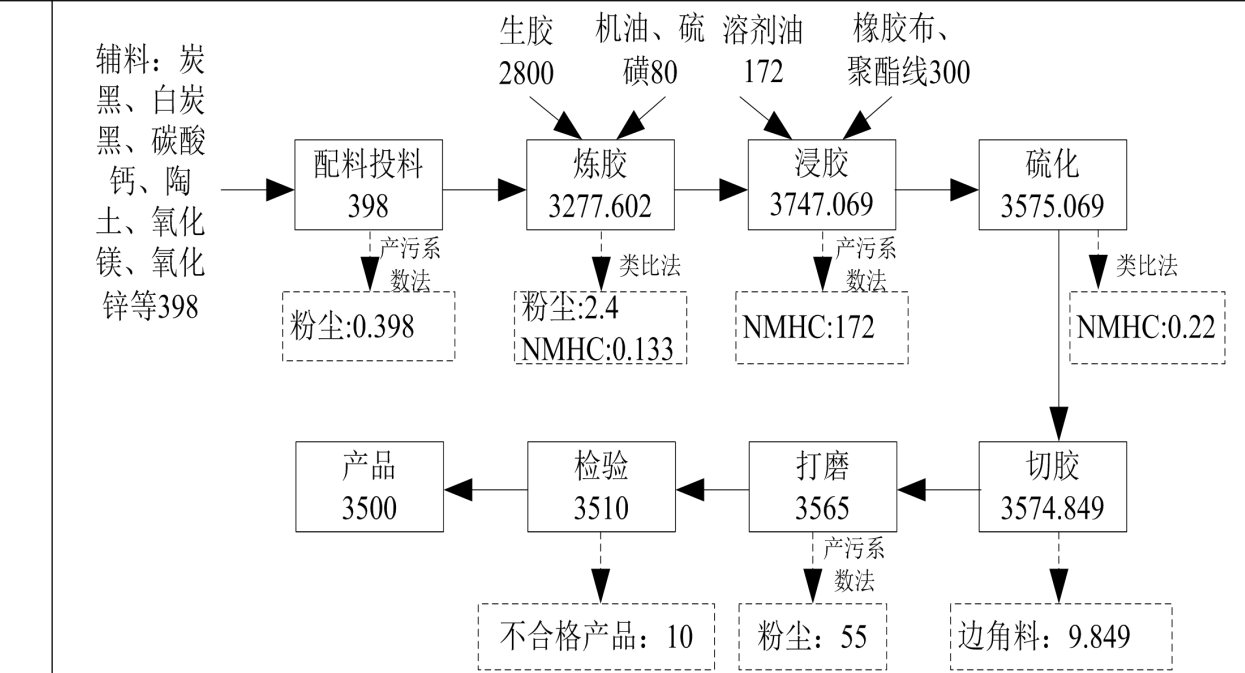 辅料：炭
黑、白炭
黑、碳酸
钙、陶
土、氧化
镁、氧化
锌等398
生胶
2800
机油、硫
磺80
溶剂油
172
橡胶布、
聚酯线300
配料投料
398
炼胶
3277.602
浸胶
3747.069
硫化
3575.069
产污系
数法
类比法
产污系
数法
类比法
粉尘:0.398
粉尘:2.4
NMHC:0.133
NMHC:172
NMHC:0.22
产品
3500
检验
3510
打磨
3565
切胶
3574.849
产污系
数法
不合格产品：10
粉尘：55
边角料：9.849